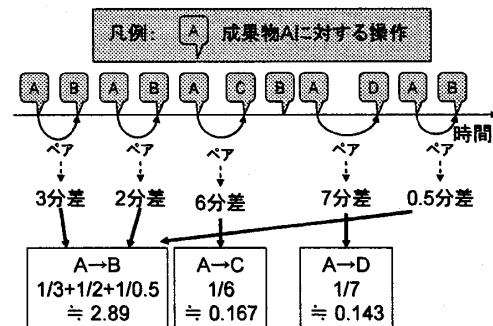 凡例: A 成果物Aに対する操作
A B A B A C B A D A B
時間
ペア ペア ペア ペア ペア
3分差 2分差 6分差 7分差 0.5分差
A→B A→C A→D
1/3+1/2+1/0.5 1/6 1/7
≒ 2.89 ≒ 0.167 ≒ 0.143